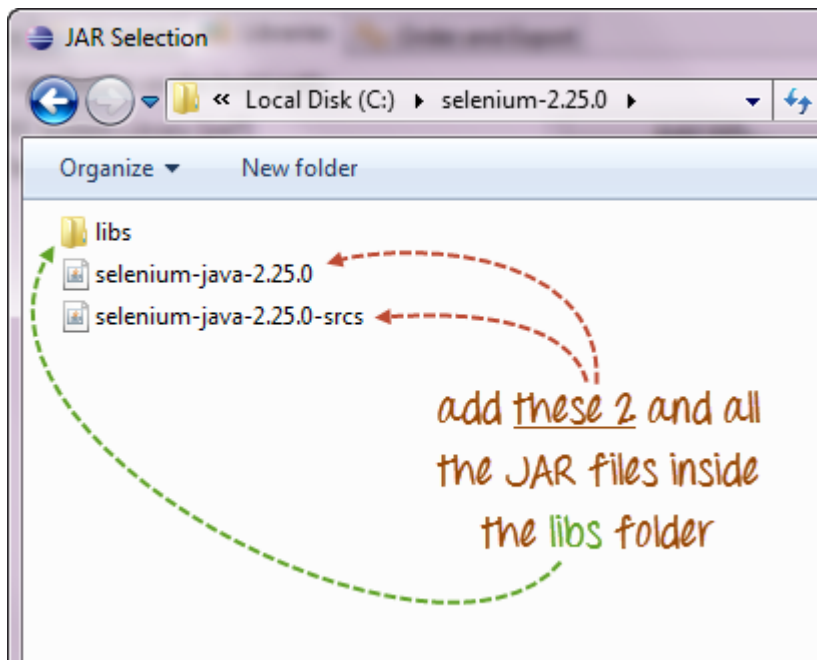 JAR Selection
« Local Disk (C:) selenium-2.25.0
Organize New folder
libs
selenium-java-2.25.0
selenium-java-2.25.0-srcs
add these 2 and all
the JAR files inside
the libs folder